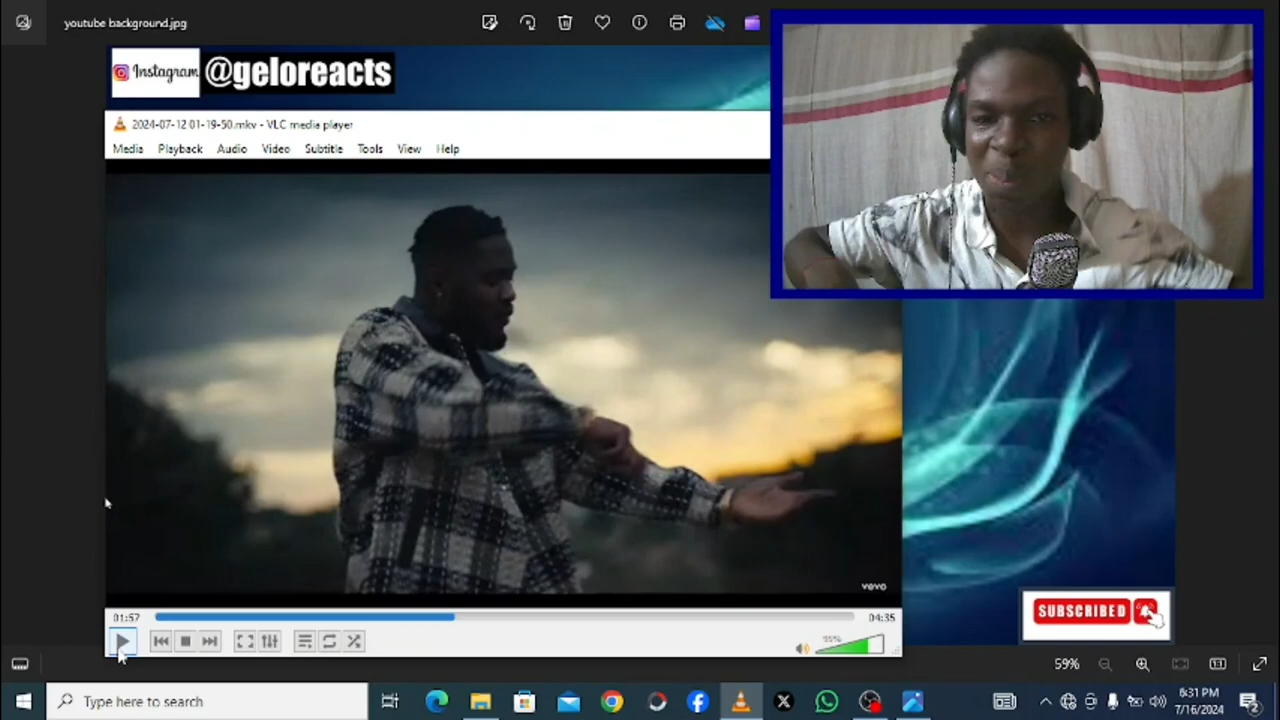 youtube background.jpg
Instagram @geloreacts
2024-07-12 01-19-50.mkv - VLC media player
Media Playback Audio Video Subtitle Tools View Help
vevo
01:57
04:35
55%
SUBSCRIBED
59%
Type here to search
6:31 PM
7/16/2024
2